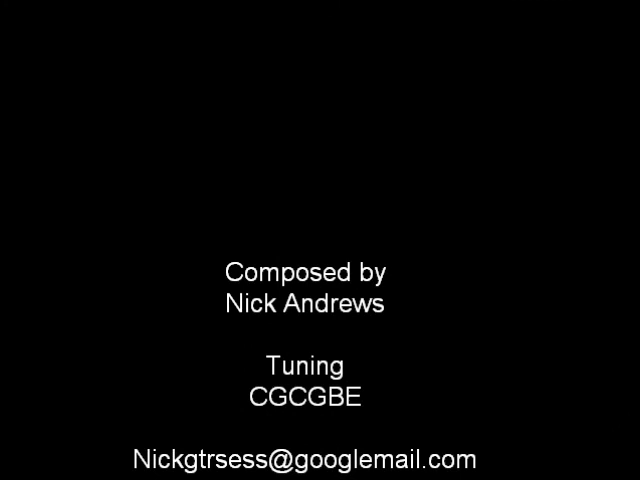 Composed by
Nick Andrews
Tuning
CGCGBE
Nickgtrsess@googlemail.com